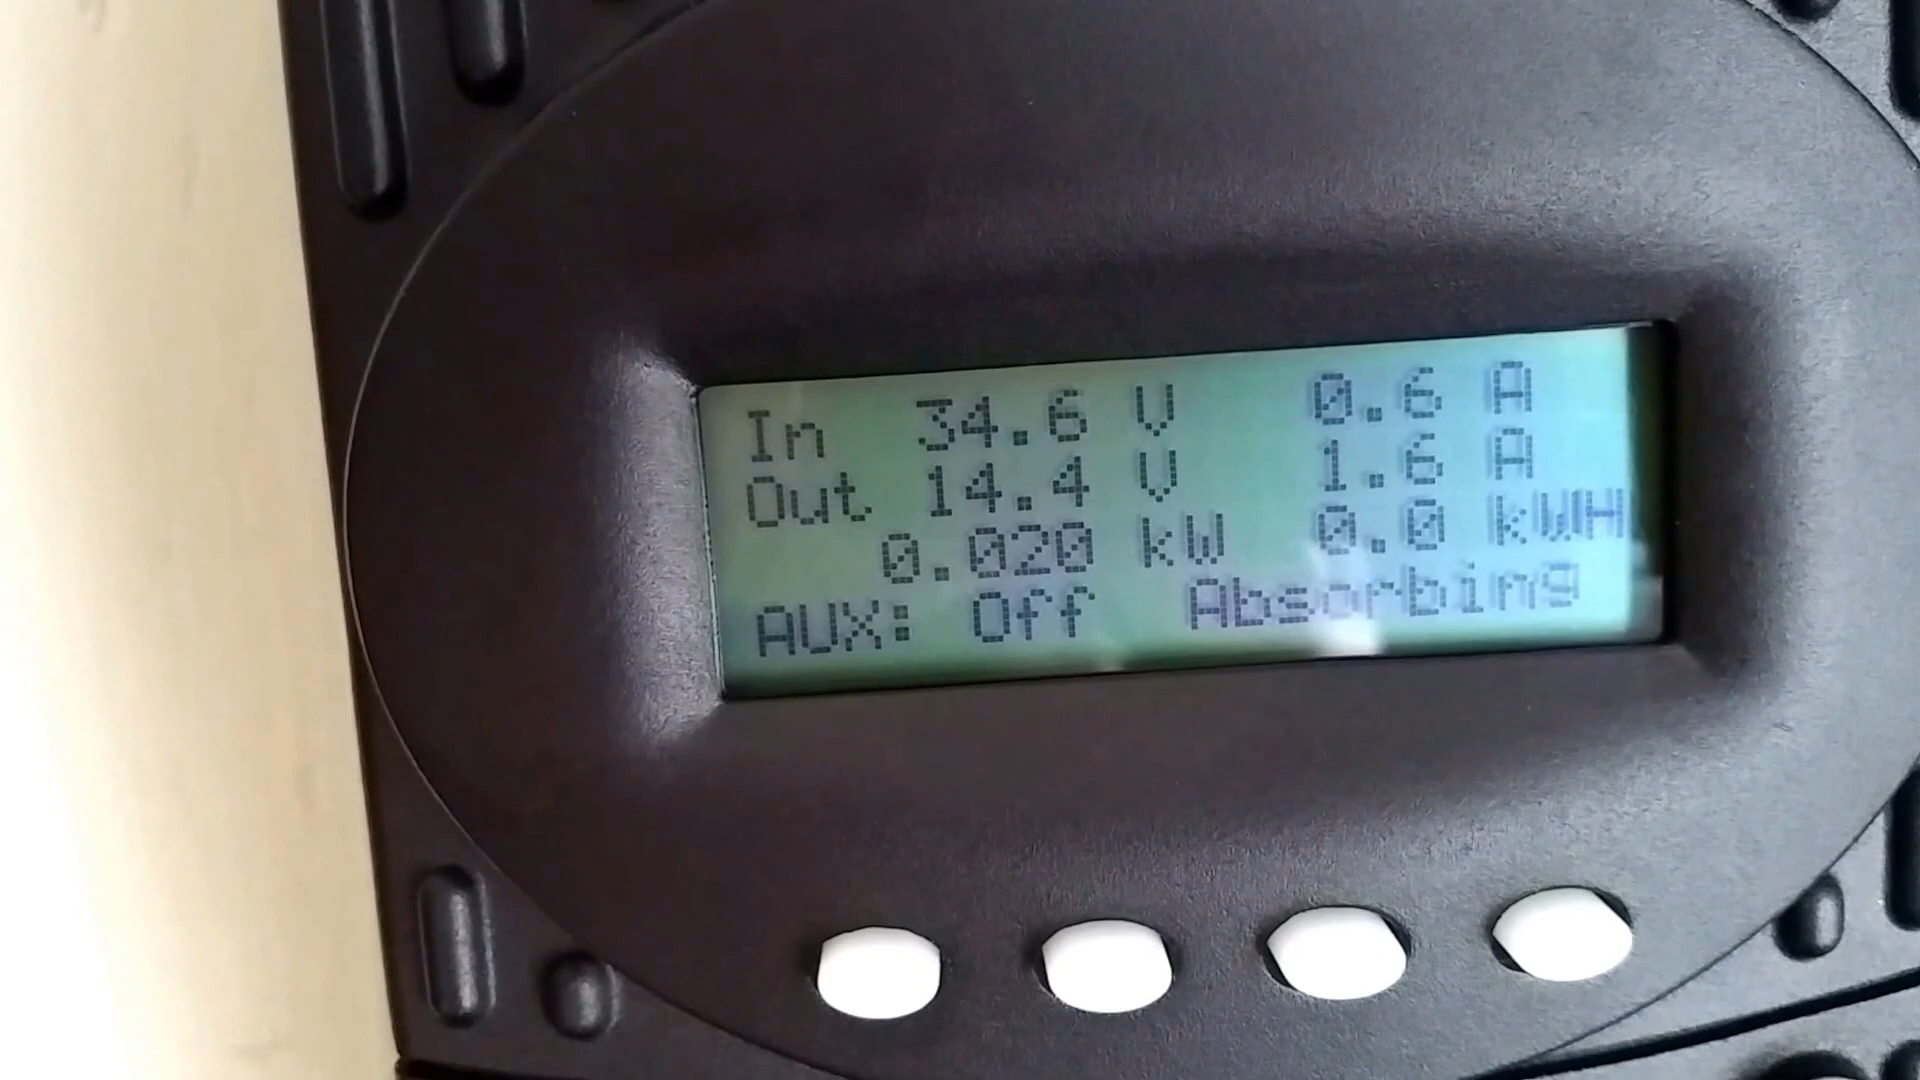 In 34.6 V 0.6 A
Out 14.4 V 1.6 A
0.020 kW 0.0 kWH
AUX: Off Absorbing